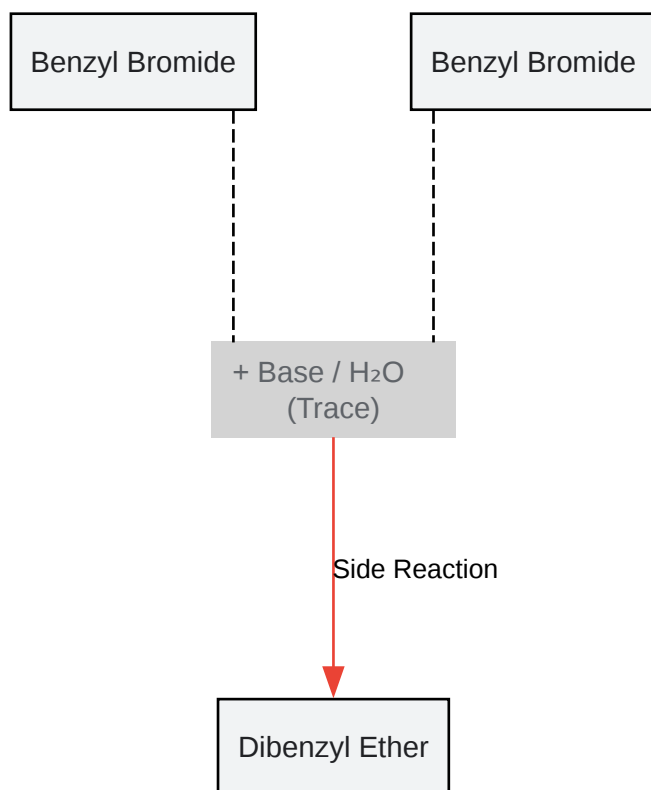 Benzyl Bromide
Benzyl Bromide
+ Base / H₂O
(Trace)
Side Reaction
Dibenzyl Ether